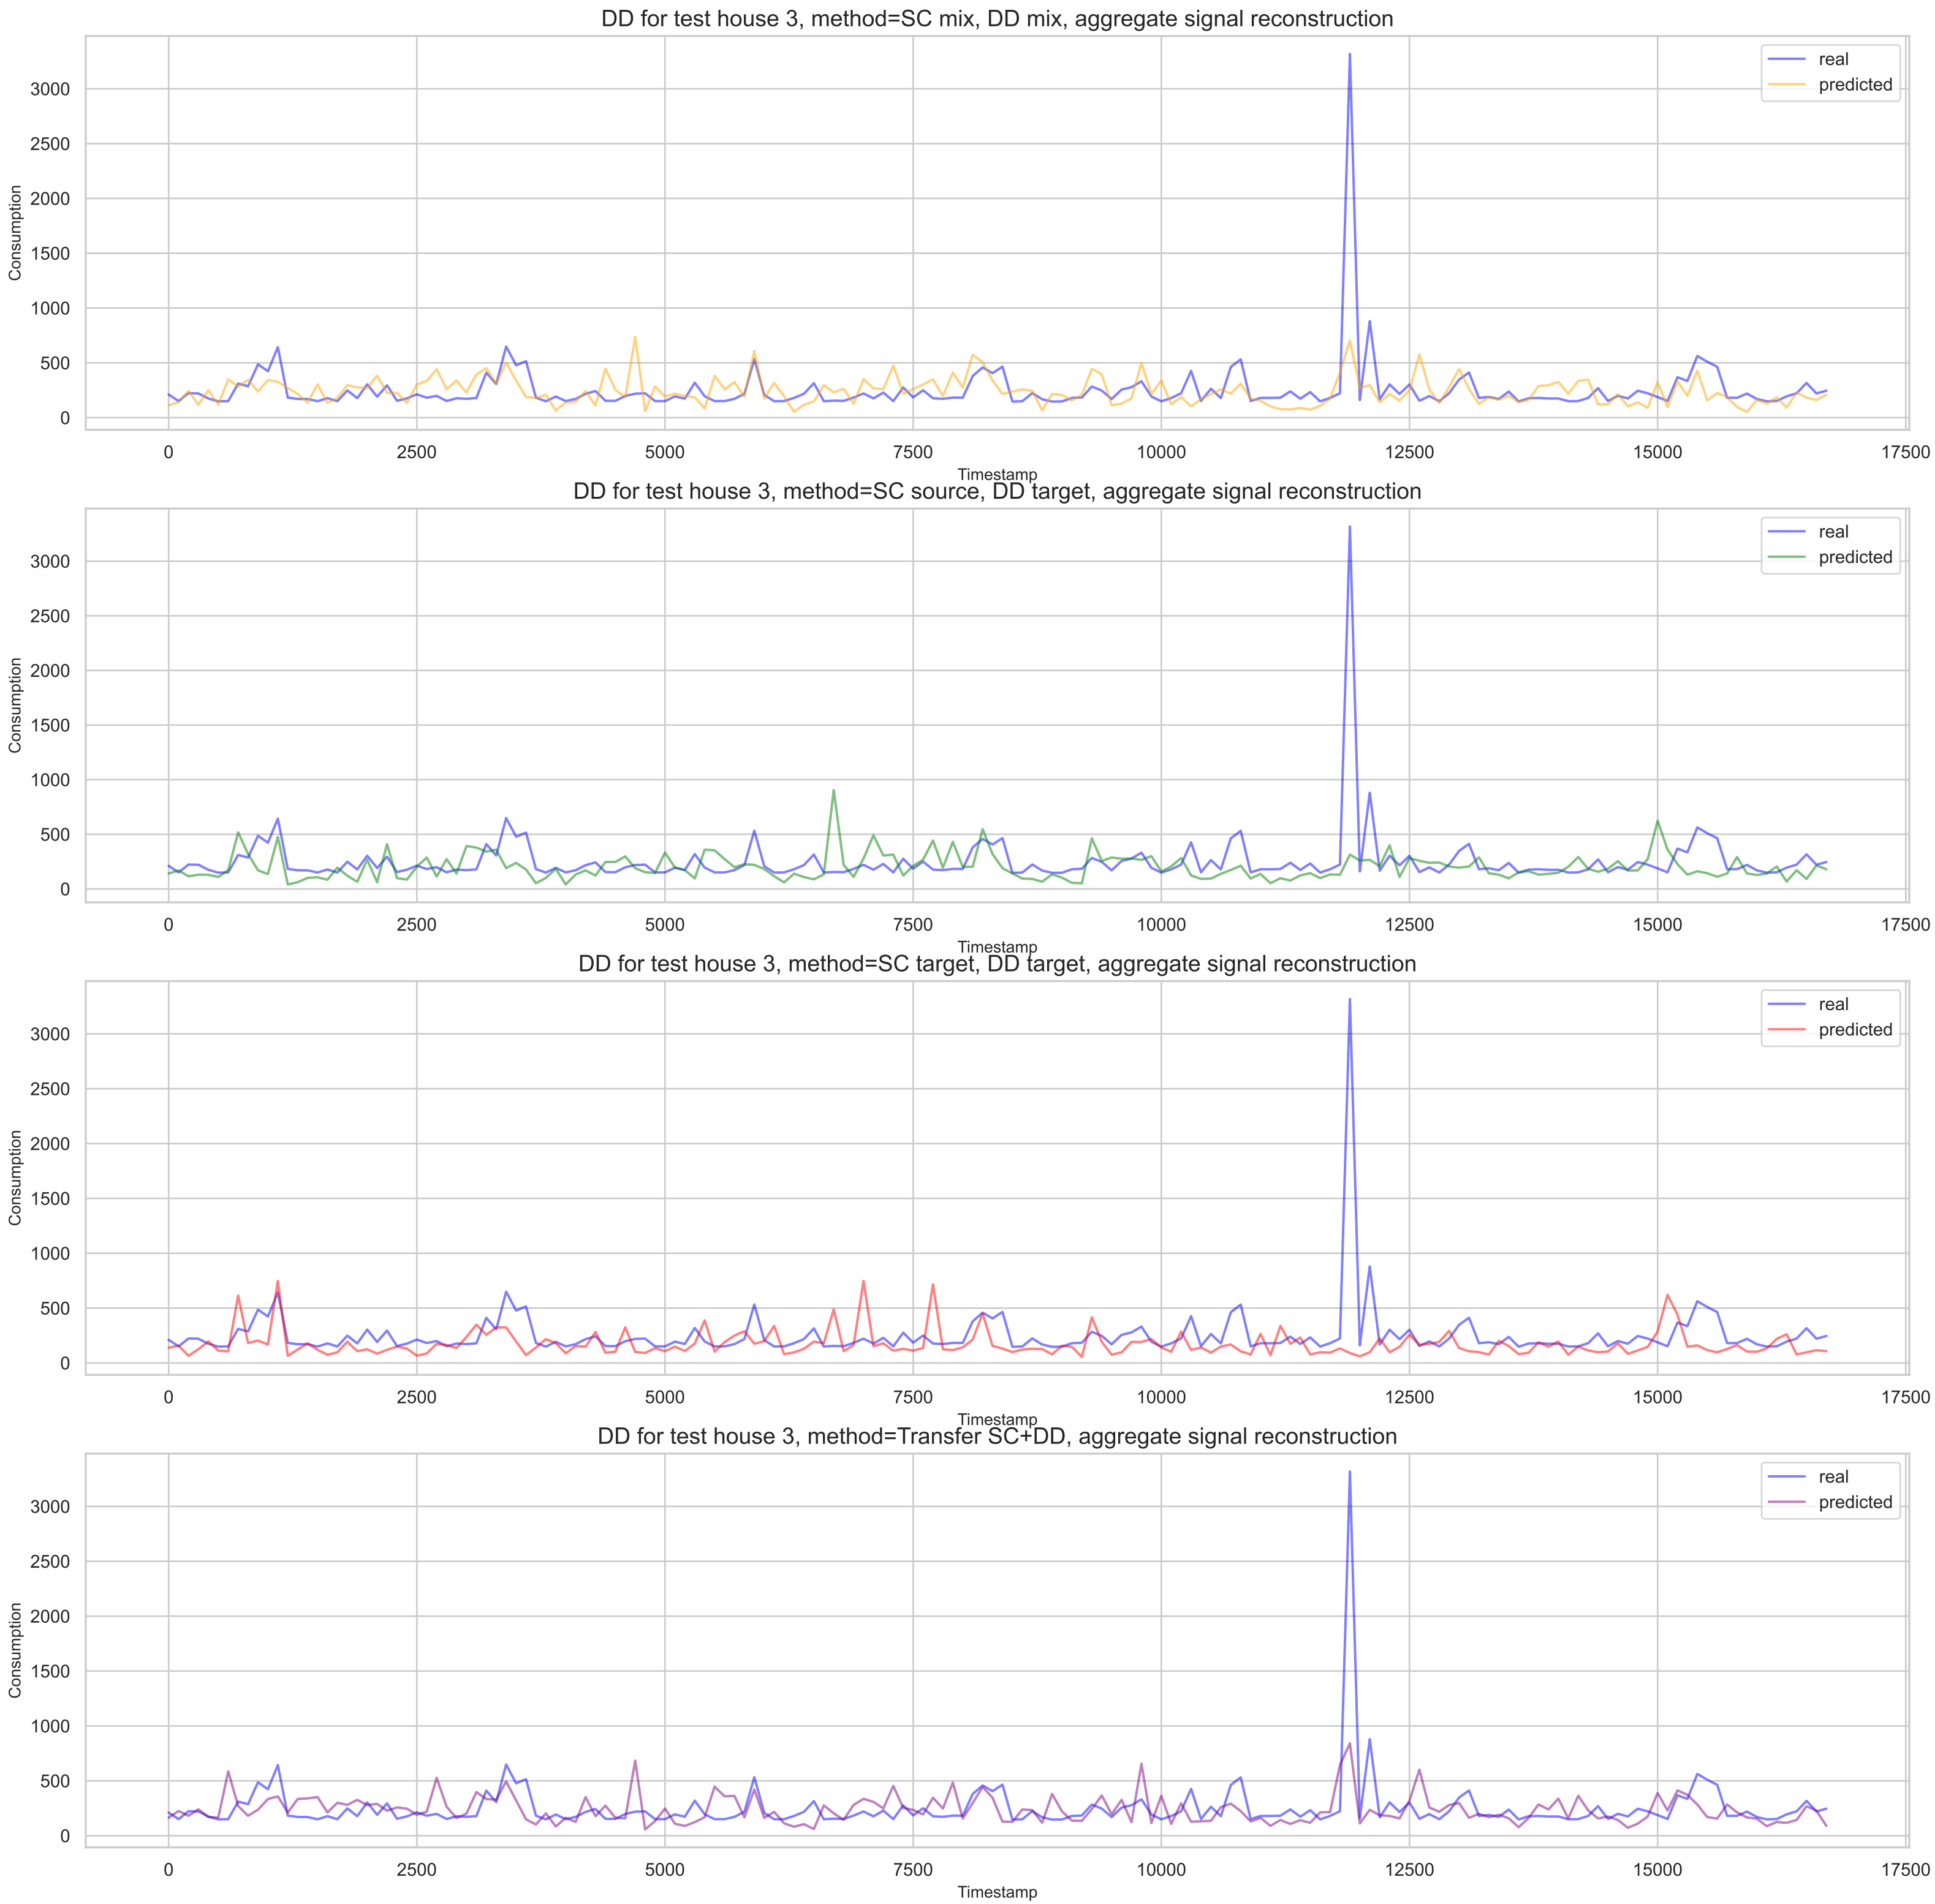 DD for test house 3, method=SC mix, DD mix, aggregate signal reconstruction
real
predicted
3000
2500
2000
1500
1000
500
0
Consumption
0 2500 5000 7500 10000 12500 15000 17500
Timestamp
DD for test house 3, method=SC source, DD target, aggregate signal reconstruction
real
predicted
3000
2500
2000
1500
1000
500
0
Consumption
0 2500 5000 7500 10000 12500 15000 17500
Timestamp
DD for test house 3, method=SC target, DD target, aggregate signal reconstruction
real
predicted
3000
2500
2000
1500
1000
500
0
Consumption
0 2500 5000 7500 10000 12500 15000 17500
Timestamp
DD for test house 3, method=Transfer SC+DD, aggregate signal reconstruction
real
predicted
3000
2500
2000
1500
1000
500
0
Consumption
0 2500 5000 7500 10000 12500 15000 17500
Timestamp